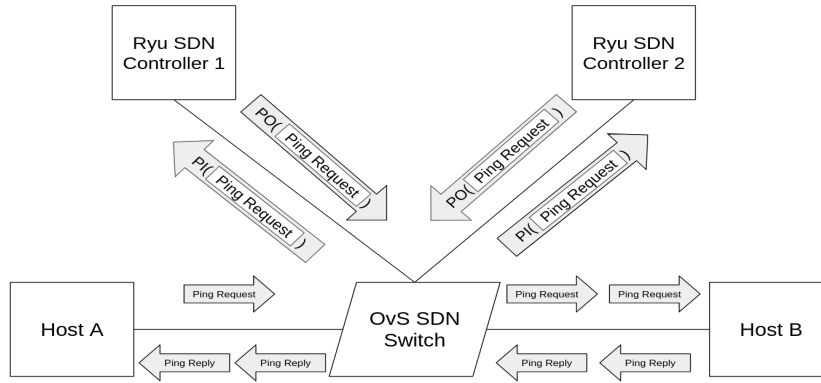 Ryu SDN
Controller 1
Ryu SDN
Controller 2
PO( Ping Request )
PO( Ping Request )
PI( Ping Request )
PI( Ping Request )
Host A
Ping Request
OvS SDN
Switch
Ping Request
Ping Request
Host B
Ping Reply
Ping Reply
Ping Reply
Ping Reply